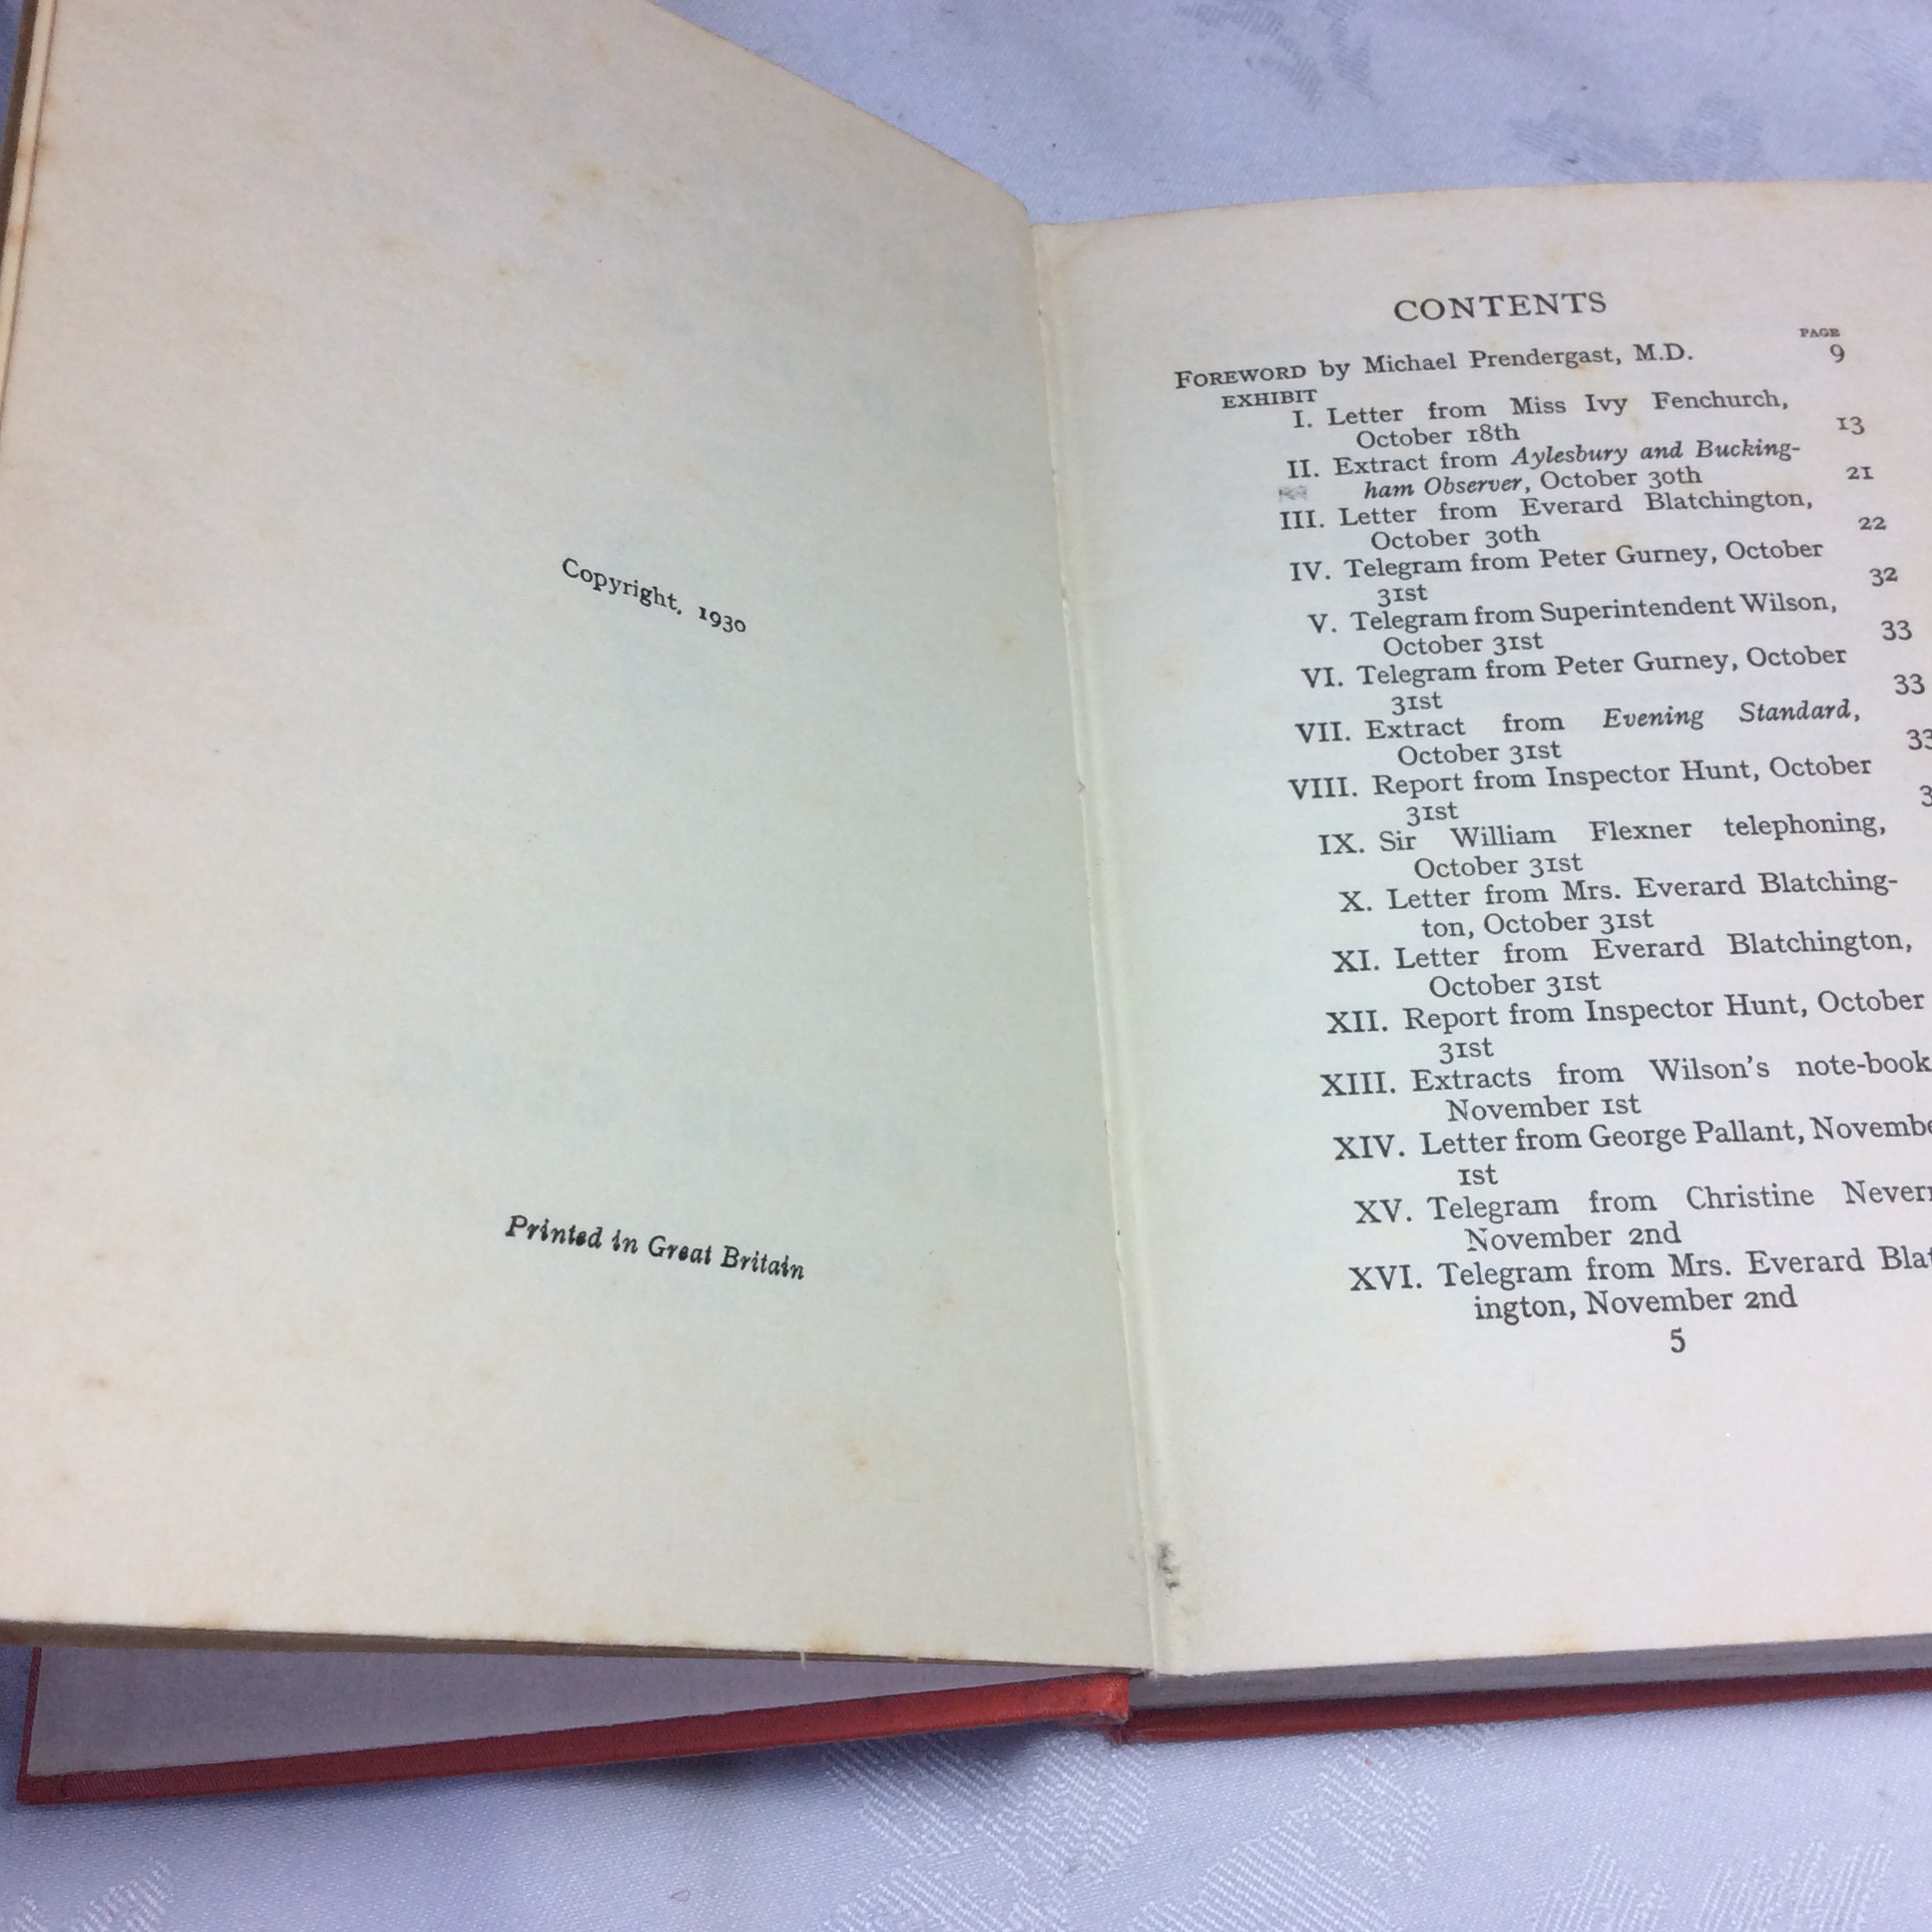 Copyright, 1930
Printed in Great Britain
CONTENTS
PAGE
FOREWORD by Michael Prendergast, M.D. 9
EXHIBIT
I. Letter from Miss Ivy Fenchurch,
October 18th 13
II. Extract from Aylesbury and Bucking-
ham Observer, October 30th 21
III. Letter from Everard Blatchington,
October 30th 22
IV. Telegram from Peter Gurney, October
31st 32
V. Telegram from Superintendent Wilson,
October 31st 33
VI. Telegram from Peter Gurney, October
31st 33
VII. Extract from Evening Standard,
October 31st 33
VIII. Report from Inspector Hunt, October
31st
IX. Sir William Flexner telephoning,
October 31st
X. Letter from Mrs. Everard Blatching-
ton, October 31st
XI. Letter from Everard Blatchington,
October 31st
XII. Report from Inspector Hunt, October
31st
XIII. Extracts from Wilson's note-book
November 1st
XIV. Letter from George Pallant,
1st
XV. Telegram from Christine
November 2nd
XVI. Telegram from Mrs. Everard
ington, November 2nd
5